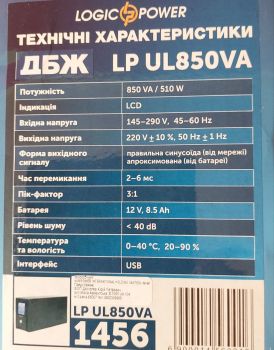 LOGICPOWER
ТЕХНІЧНІ ХАРАКТЕРИСТИКИ
ДБЖ LP UL850VA
Потужність 850 VA / 510 W
Індикація LCD
Вхідна напруга 145–290 V, 45–60 Hz
Вихідна напруга 220 V ± 10 %, 50 Hz ± 1 Hz
Форма вихідного правильна синусоїда (від мережі)
сигналу апроксимована (від батареї)
Час перемикання 2–6 мс
Пік-фактор 3:1
Батарея 12 V, 8.5 Ah
Рівень шуму < 40 dB
Температура 0–40 °C, 20–90 %
та вологість
Інтерфейс USB
LP UL850VA
1456